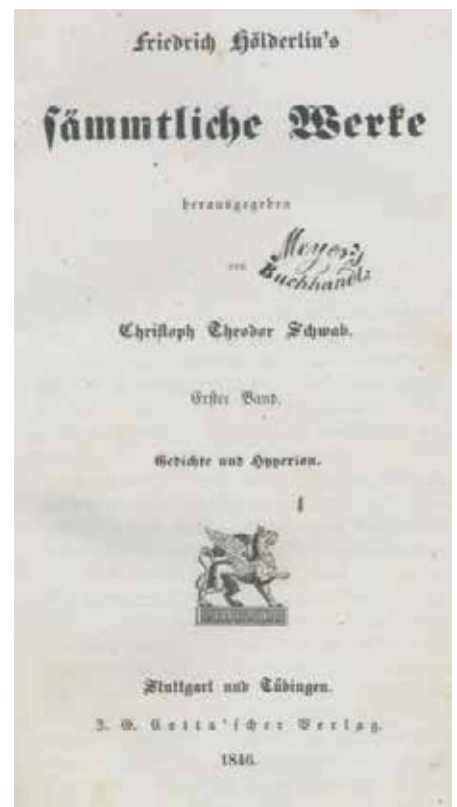 Friedrich Hölderlin's
sämmtliche Werke
herausgegeben
von
Meyer's
Buchhandlg
Christoph Theodor Schwab.
Erster Band.
Gedichte und Hyperion.
Stuttgart und Tübingen.
J. G. Cotta'scher Verlag.
1846.